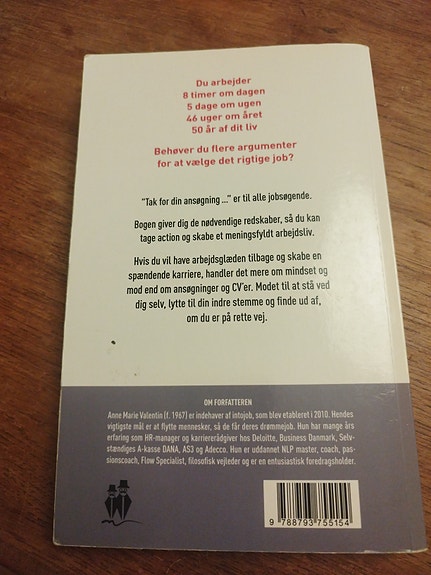 Du arbejder
8 timer om dagen
5 dage om ugen
46 uger om året
50 år af dit liv
Behøver du flere argumenter
for at vælge det rigtige job?
"Tak for din ansøgning ..." er til alle jobsøgende.
Bogen giver dig de nødvendige redskaber, så du kan
tage action og skabe et meningsfyldt arbejdsliv.
Hvis du vil have arbejdsglæden tilbage og skabe en
spændende karriere, handler det mere om mindset og
mod end om ansøgninger og CV'er. Modet til at stå ved
dig selv, lytte til din indre stemme og finde ud af,
om du er på rette vej.
OM FORFATTEREN
Anne Marie Valentin (f. 1967) er indehaver af intojob, som blev etableret i 2010. Hendes
vigtigste mål er at flytte mennesker, så de får deres drømmejob. Hun har mange års
erfaring som HR-manager og karriererådgiver hos Deloitte, Business Danmark, Selv-
stændiges A-kasse DANA, AS3 og Adecco. Hun er uddannet NLP master, coach, pas-
sionscoach, Flow Specialist, filosofisk vejleder og er en entusiastisk foredragsholder.
9 788793 755154